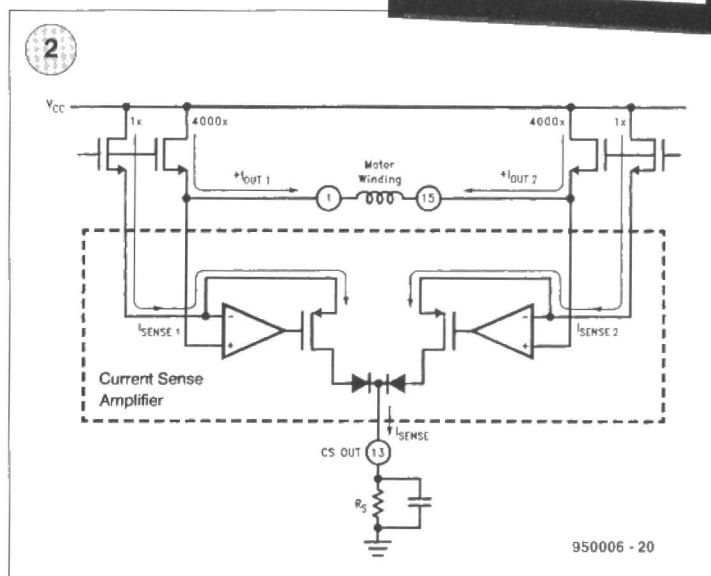 2
VCC
1x
4000x
4000x
1x
+IOUT 1
Motor
Winding
+IOUT 2
1
15
ISENSE 1
ISENSE 2
-
+
-
+
Current Sense
Amplifier
ISENSE
CS OUT
13
RS
950006 - 20